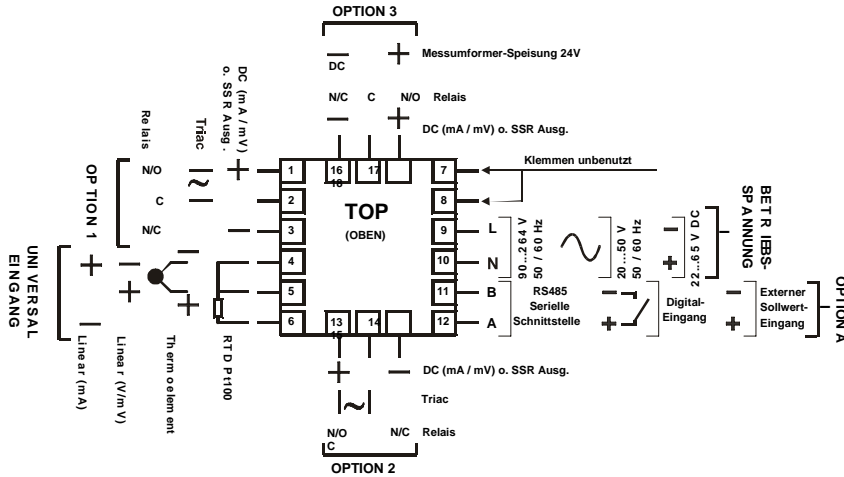 OPTION 3
DC
Messumformer-Speisung 24V
N/C C N/O Relais
DC (mA / mV) o. SSR Ausg.
DC (mA / mV)
o. SSR Ausg.
Triac
Relais
N/O
C
N/C
OPTION 1
UNIVERSAL
EINGANG
Linear (mA)
Linear (V/mV)
Thermoelement
RTD Pt100
1
2
3
4
5
6
16 17
18
TOP
(OBEN)
13 14
15
7
8
9
10
11
12
Klemmen unbenutzt
L
N
B
A
90...264 V
50 / 60 Hz
20...50 V
50 / 60 Hz
22...65 V DC
BETRIEBS-
SPANNUNG
RS485
Serielle
Schnittstelle
Digital-
Eingang
Externer
Sollwert-
Eingang
OPTION A
DC (mA / mV) o. SSR Ausg.
Triac
N/O N/C Relais
C
OPTION 2